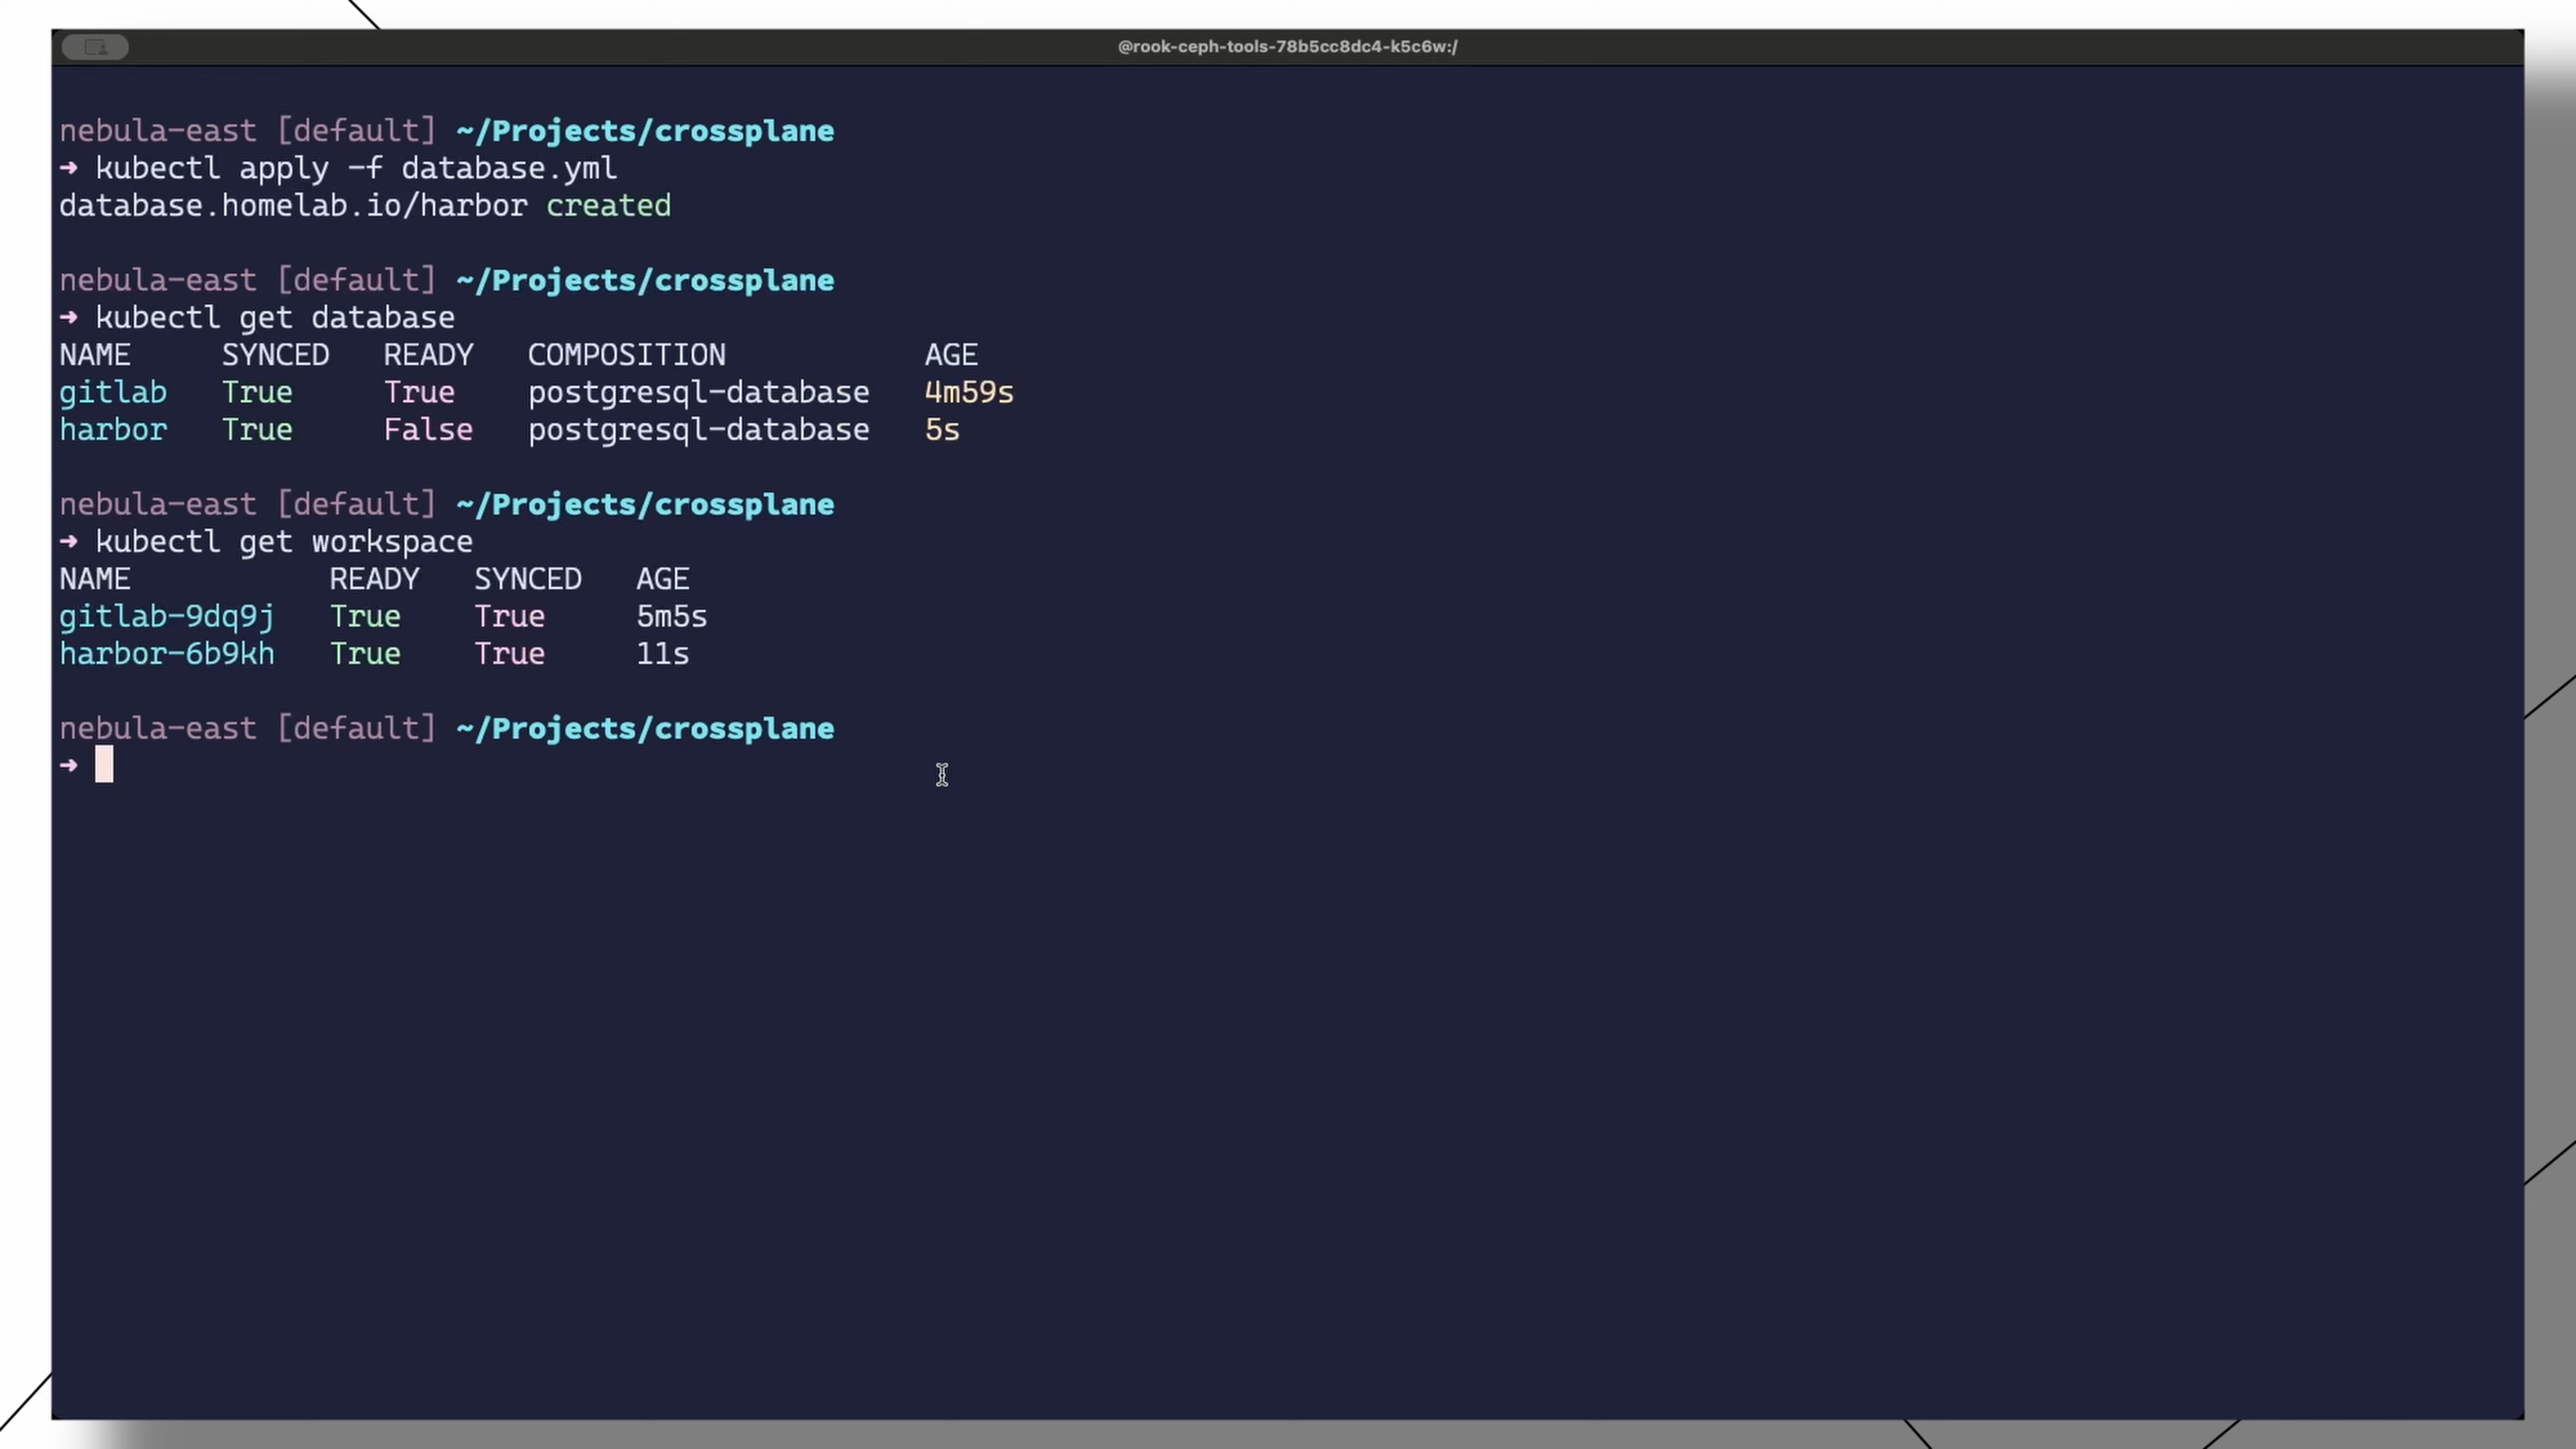 @rook-ceph-tools-78b5cc8dc4-k5c6w:/
nebula-east [default] ~/Projects/crossplane
→ kubectl apply -f database.yml
database.homelab.io/harbor created
nebula-east [default] ~/Projects/crossplane
→ kubectl get database
NAME SYNCED READY COMPOSITION AGE
gitlab True True postgresql-database 4m59s
harbor True False postgresql-database 5s
nebula-east [default] ~/Projects/crossplane
→ kubectl get workspace
NAME READY SYNCED AGE
gitlab-9dq9j True True 5m5s
harbor-6b9kh True True 11s
nebula-east [default] ~/Projects/crossplane
→